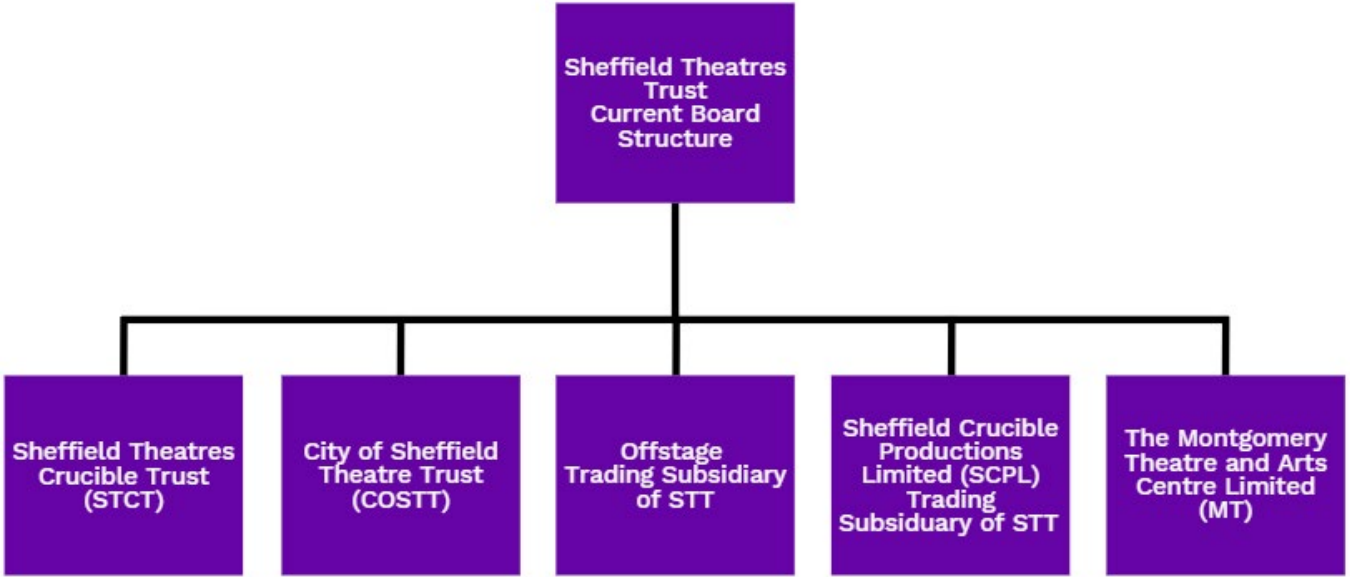 Sheffield Theatres
Trust
Current Board
Structure
Sheffield Theatres
Crucible Trust
(STCT)
City of Sheffield
Theatre Trust
(COSTT)
Offstage
Trading Subsidiary
of STT
Sheffield Crucible
Productions
Limited (SCPL)
Trading
Subsiduary of STT
The Montgomery
Theatre and Arts
Centre Limited
(MT)